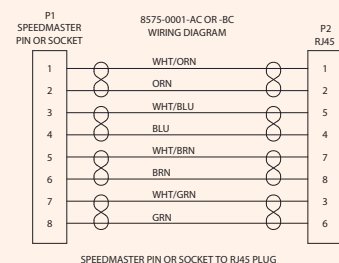 P1
SPEEDMASTER
PIN OR SOCKET
8575-0001-AC OR -BC
WIRING DIAGRAM
P2
RJ45
1 WHT/ORN 1
2 ORN 2
3 WHT/BLU 5
4 BLU 4
5 WHT/BRN 7
6 BRN 8
7 WHT/GRN 3
8 GRN 6
SPEEDMASTER PIN OR SOCKET TO RJ45 PLUG